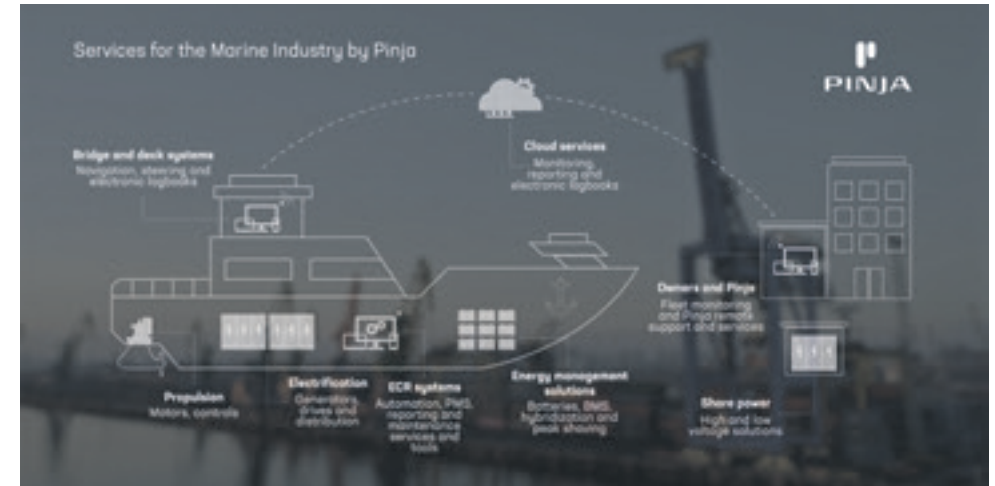 Services for the Marine Industry by Pinja
PINJA
Bridge and deck systems
Navigation, steering and
electronic logbooks
Cloud services
Monitoring,
reporting and
electronic logbooks
Owners and Pinja
Fleet monitoring
and Pinja remote
support and services
Propulsion
Motors, controls
Electrification
Generators,
drives and
distribution
ECR systems
Automation, PMS,
reporting and
maintenance
services and
tools
Energy management
solutions
Batteries, BMS,
hybridization and
peak shaving
Shore power
High and low
voltage solutions